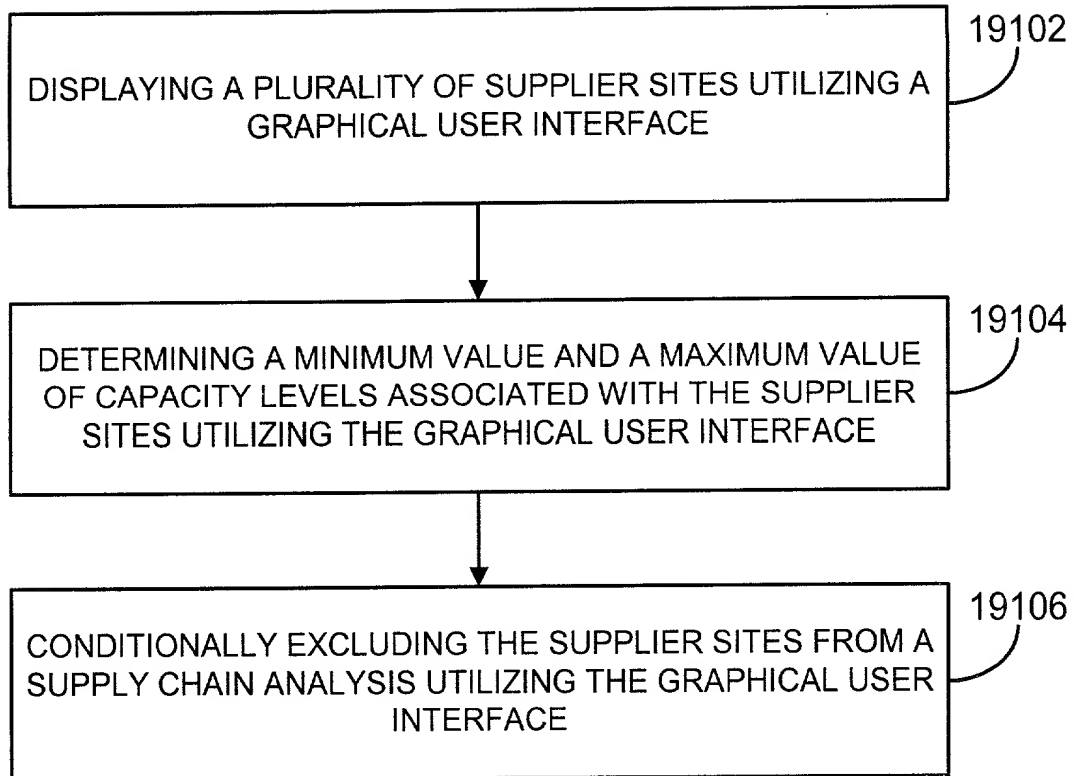 19102
DISPLAYING A PLURALITY OF SUPPLIER SITES UTILIZING A
GRAPHICAL USER INTERFACE
19104
DETERMINING A MINIMUM VALUE AND A MAXIMUM VALUE
OF CAPACITY LEVELS ASSOCIATED WITH THE SUPPLIER
SITES UTILIZING THE GRAPHICAL USER INTERFACE
19106
CONDITIONALLY EXCLUDING THE SUPPLIER SITES FROM A
SUPPLY CHAIN ANALYSIS UTILIZING THE GRAPHICAL USER
INTERFACE